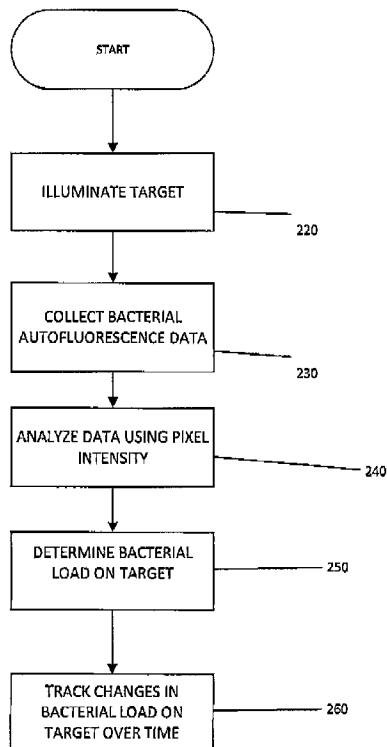 START
ILLUMINATE TARGET
220
COLLECT BACTERIAL
AUTOFLUORESCENCE DATA
230
ANALYZE DATA USING PIXEL
INTENSITY
240
DETERMINE BACTERIAL
LOAD ON TARGET
250
TRACK CHANGES IN
BACTERIAL LOAD ON
TARGET OVER TIME
260